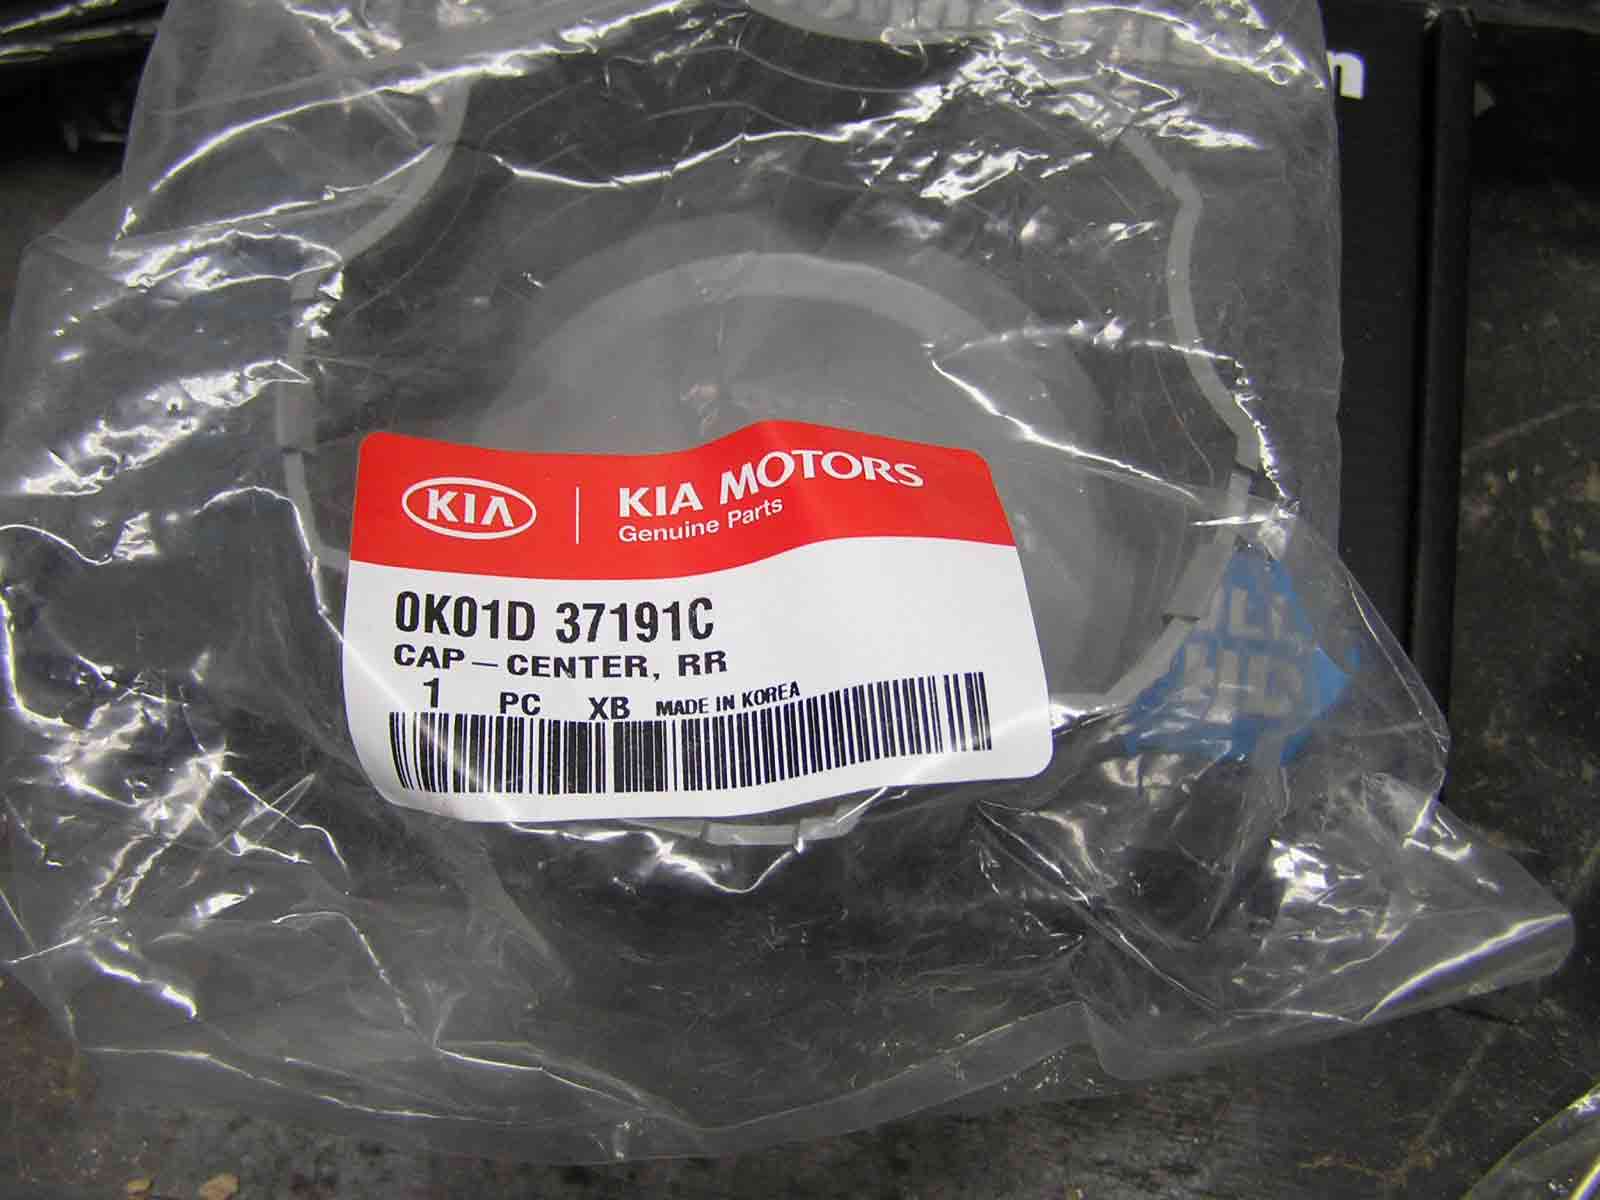 KIA
KIA MOTORS
Genuine Parts
0K01D 37191C
CAP-CENTER, RR
1 PC XB MADE IN KOREA